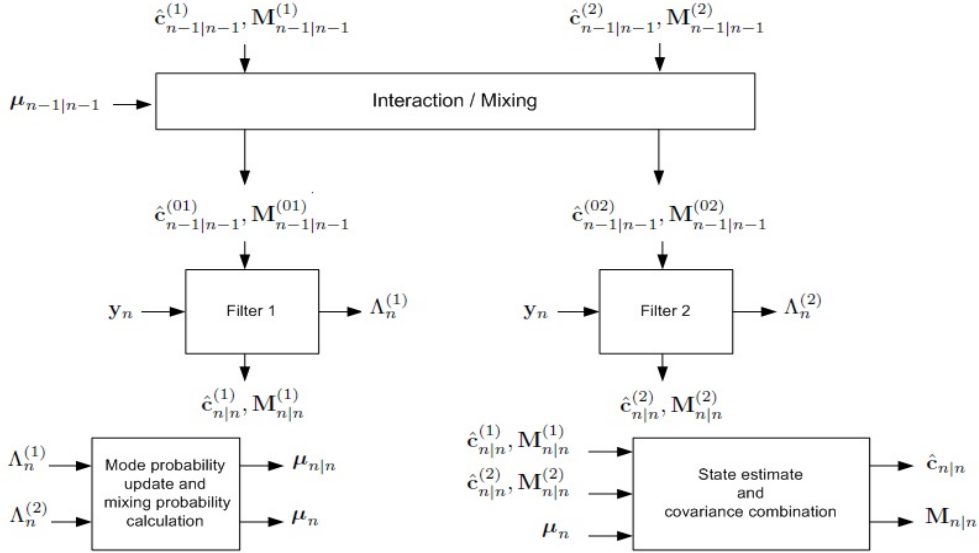 ĉ⁽¹⁾ₙ₋₁|ₙ₋₁, M⁽¹⁾ₙ₋₁|ₙ₋₁
ĉ⁽²⁾ₙ₋₁|ₙ₋₁, M⁽²⁾ₙ₋₁|ₙ₋₁
μₙ₋₁|ₙ₋₁
Interaction / Mixing
ĉ⁽⁰¹⁾ₙ₋₁|ₙ₋₁, M⁽⁰¹⁾ₙ₋₁|ₙ₋₁
ĉ⁽⁰²⁾ₙ₋₁|ₙ₋₁, M⁽⁰²⁾ₙ₋₁|ₙ₋₁
yₙ
Filter 1
Λ⁽¹⁾ₙ
yₙ
Filter 2
Λ⁽²⁾ₙ
ĉ⁽¹⁾ₙ|ₙ, M⁽¹⁾ₙ|ₙ
ĉ⁽²⁾ₙ|ₙ, M⁽²⁾ₙ|ₙ
Λ⁽¹⁾ₙ
Λ⁽²⁾ₙ
Mode probability
update and
mixing probability
calculation
μₙ|ₙ
μₙ
ĉ⁽¹⁾ₙ|ₙ, M⁽¹⁾ₙ|ₙ
ĉ⁽²⁾ₙ|ₙ, M⁽²⁾ₙ|ₙ
μₙ
State estimate
and
covariance combination
ĉₙ|ₙ
Mₙ|ₙ